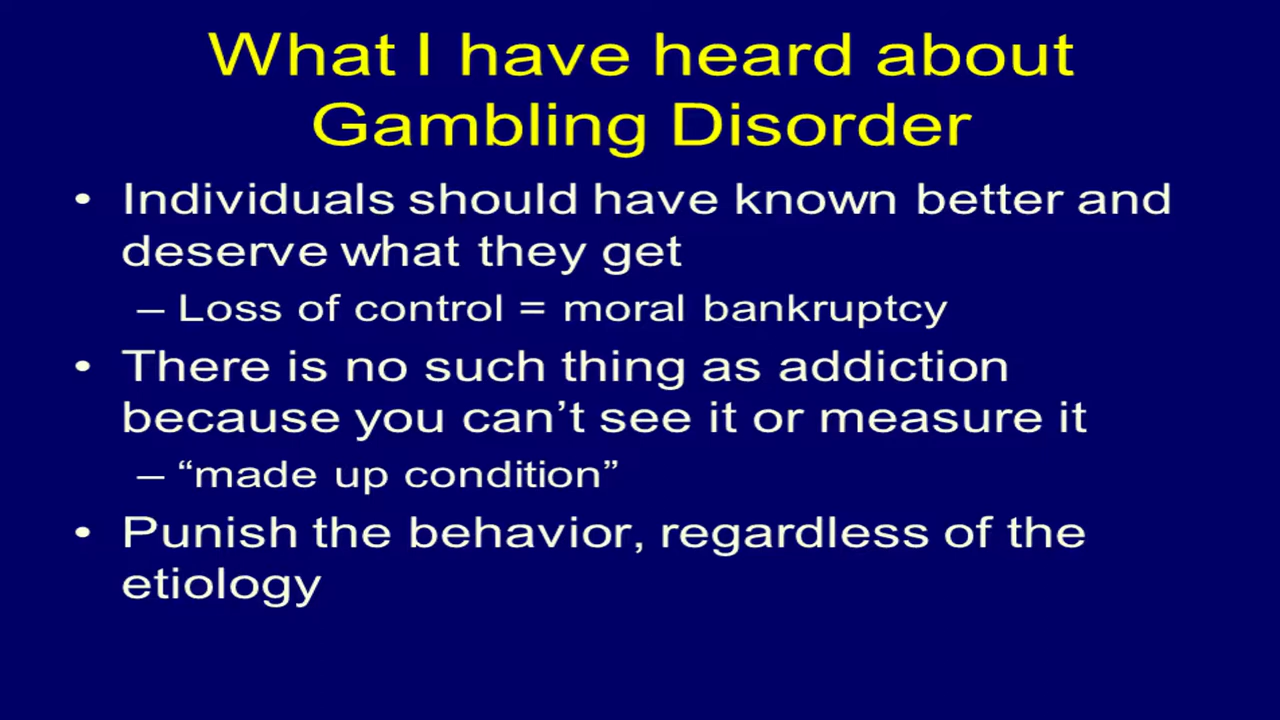 What I have heard about
Gambling Disorder
• Individuals should have known better and
deserve what they get
– Loss of control = moral bankruptcy
• There is no such thing as addiction
because you can’t see it or measure it
– “made up condition”
• Punish the behavior, regardless of the
etiology